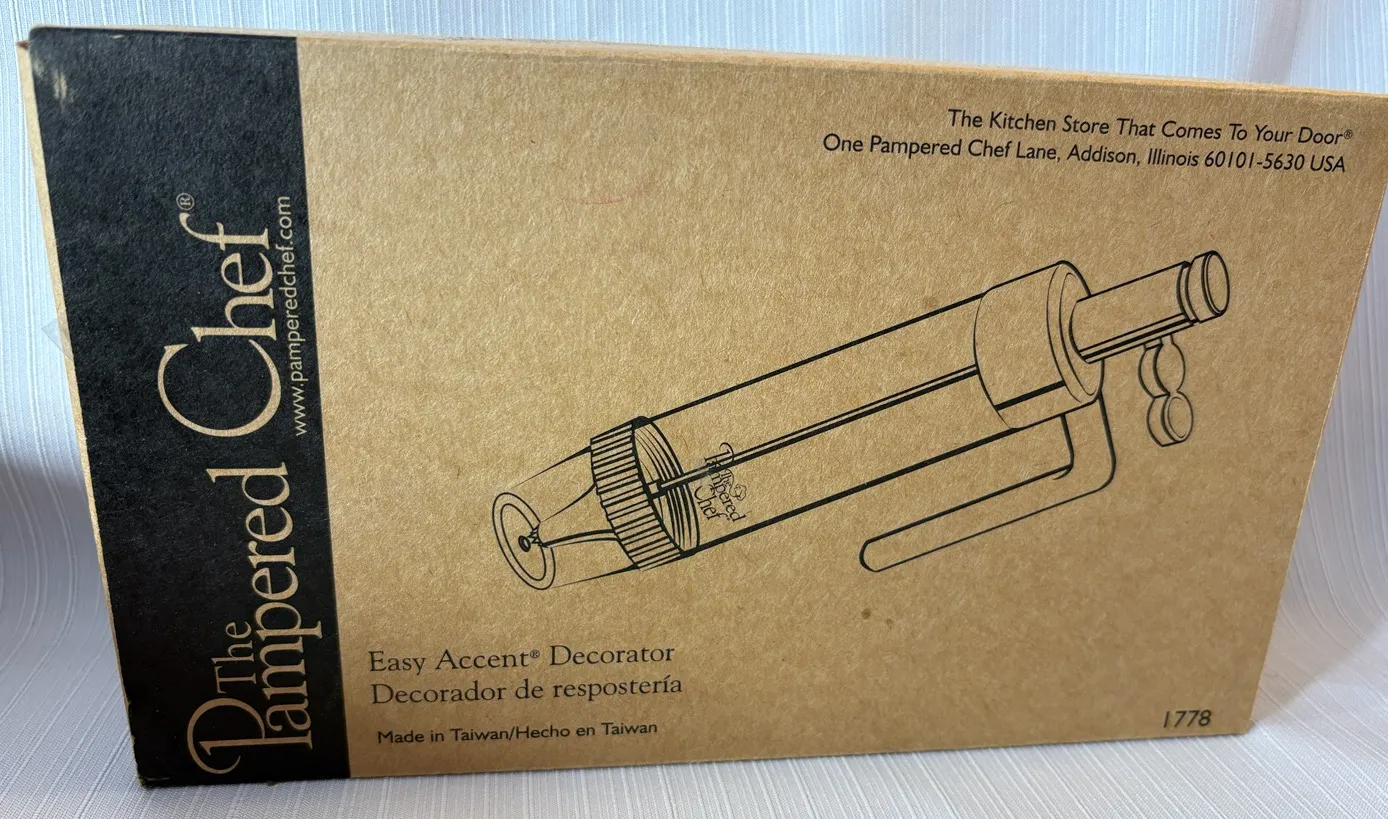 The
Pampered Chef®
www.pamperedchef.com
The Kitchen Store That Comes To Your Door®
One Pampered Chef Lane, Addison, Illinois 60101-5630 USA
The
Pampered
Chef
Easy Accent® Decorator
Decorador de respostería
Made in Taiwan/Hecho en Taiwan
1778